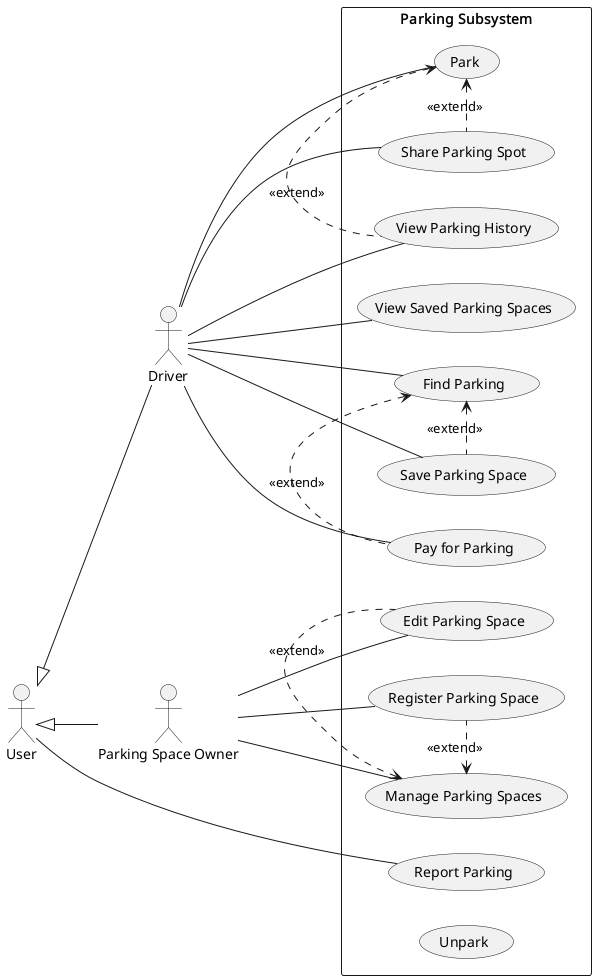 Parking Subsystem
Park
«extend»
Share Parking Spot
«extend»
View Parking History
View Saved Parking Spaces
Driver
Find Parking
«extend»
Save Parking Space
«extend»
Pay for Parking
Edit Parking Space
«extend»
Register Parking Space
User
Parking Space Owner
«extend»
Manage Parking Spaces
Report Parking
Unpark